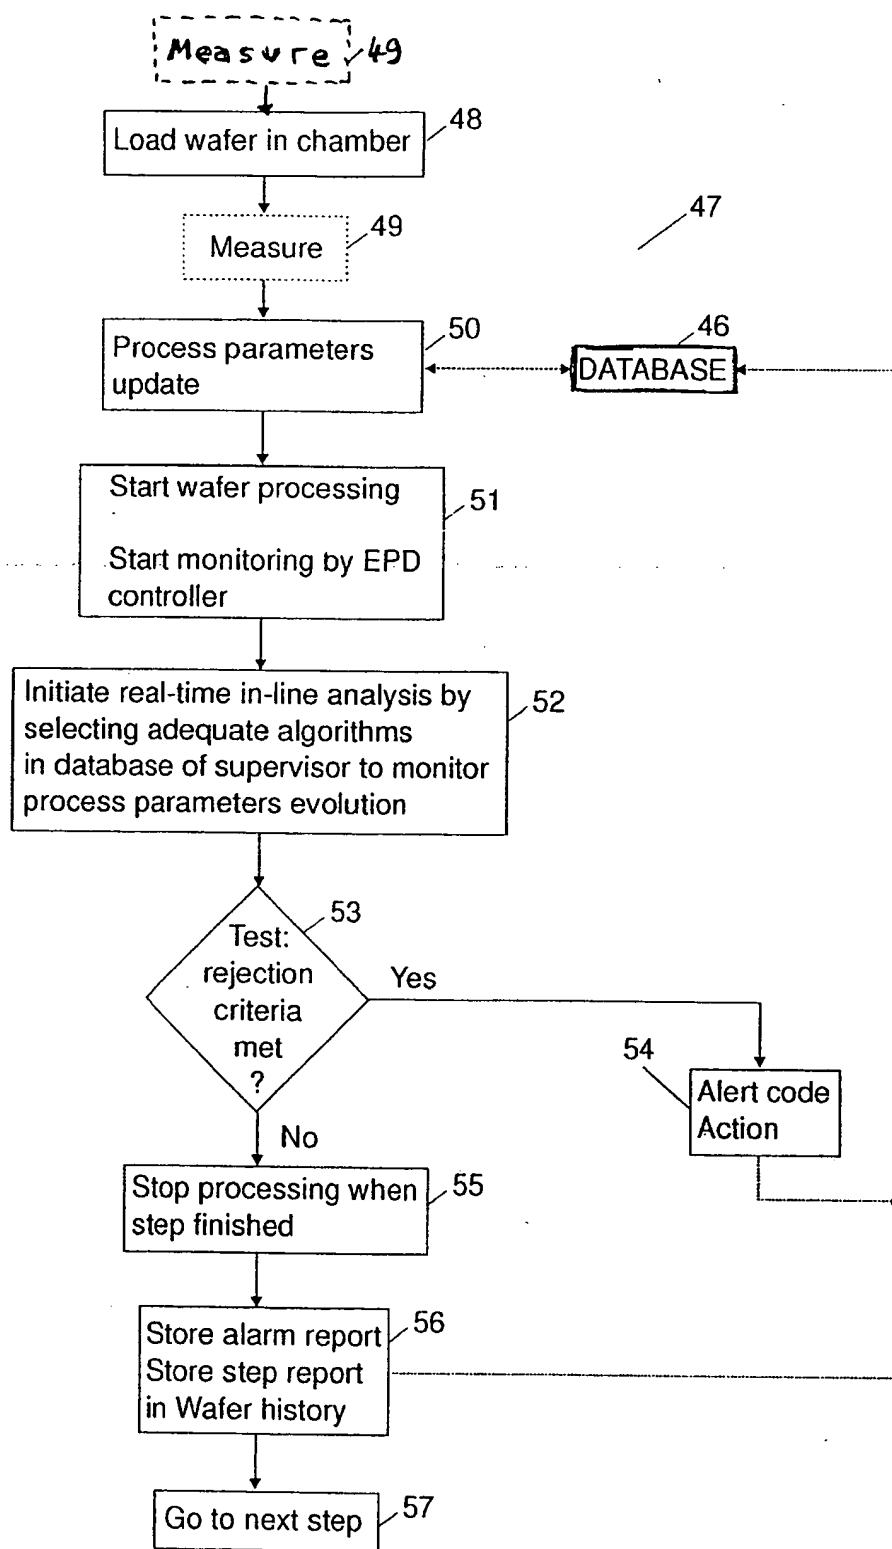 Measure 49
Load wafer in chamber 48
Measure 49
47
Process parameters
update
50
46
DATABASE
Start wafer processing
Start monitoring by EPD
controller
51
Initiate real-time in-line analysis by
selecting adequate algorithms
in database of supervisor to monitor
process parameters evolution
52
53
Test:
rejection
criteria
met
?
Yes
54
Alert code
Action
No
Stop processing when
step finished
55
Store alarm report
Store step report
in Wafer history
56
Go to next step 57